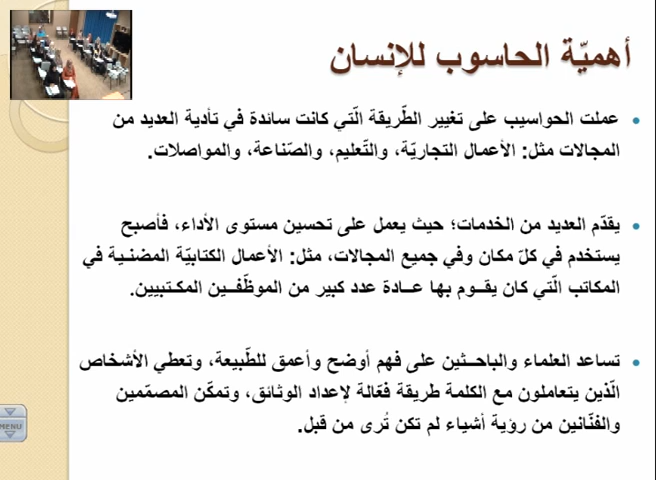 أهميّة الحاسوب للإنسان
• عملت الحواسيب على تغيير الطّريقة الّتي كانت سائدة في تأدية العديد من
المجالات مثل: الأعمال التجاريّة، والتّعليم، والصّناعة، والمواصلات.
• يقدّم العديد من الخدمات؛ حيث يعمل على تحسين مستوى الأداء، فأصبح
يستخدم في كلّ مكان وفي جميع المجالات، مثل: الأعمال الكتابيّة المضنـية في
المكاتب الّتي كان يقـوم بها عـادة عدد كبير من الموظّفـين المكـتبيين.
• تساعد العلماء والباحـثين على فهم أوضح وأعمق للطّبيعة، وتعطي الأشخاص
الّذين يتعاملون مع الكلمة طريقة فعّالة لإعداد الوثائق، وتمكّن المصمّمين
والفنّانين من رؤية أشياء لم تكن تُرى من قبل.
MENU